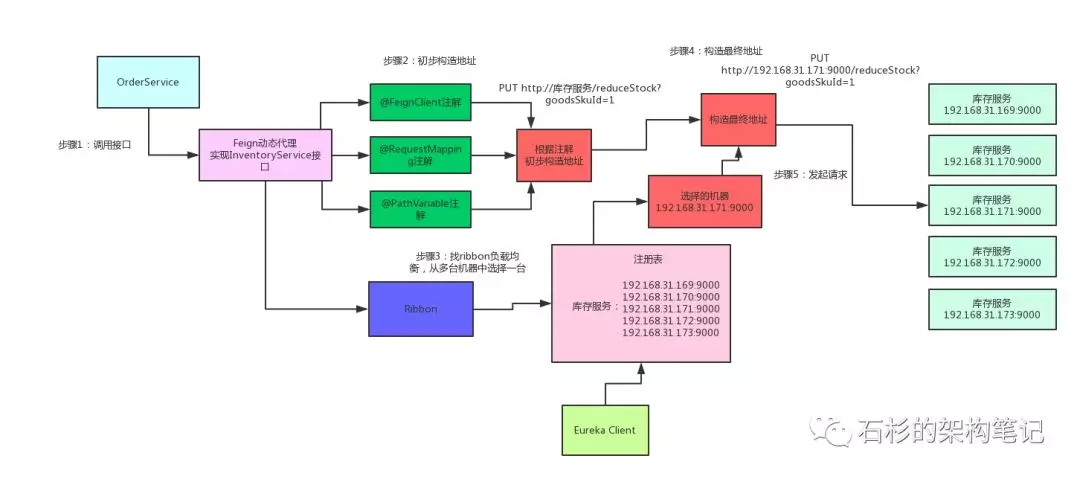 OrderService
步骤1：调用接口
Feign动态代理
实现InventoryService接
口
步骤2：初步构造地址
@FeignClient注解
@RequestMappin
g注解
@PathVariable注
解
PUT http://库存服务/reduceStock?
goodsSkuId=1
根据注解
初步构造地址
步骤3：找ribbon负载均
衡，从多台机器中选择一台
Ribbon
注册表
库存服务：
192.168.31.169:9000
192.168.31.170:9000
192.168.31.171:9000
192.168.31.172:9000
192.168.31.173:9000
Eureka Client
选择的机器
192.168.31.171:9000
步骤4：构造最终地址
构造最终地址
PUT
http://192.168.31.171:9000/reduceStock?
goodsSkuId=1
步骤5：发起请求
库存服务
192.168.31.169:9000
库存服务
192.168.31.170:9000
库存服务
192.168.31.171:9000
库存服务
192.168.31.172:9000
库存服务
192.168.31.173:9000
石杉的架构笔记